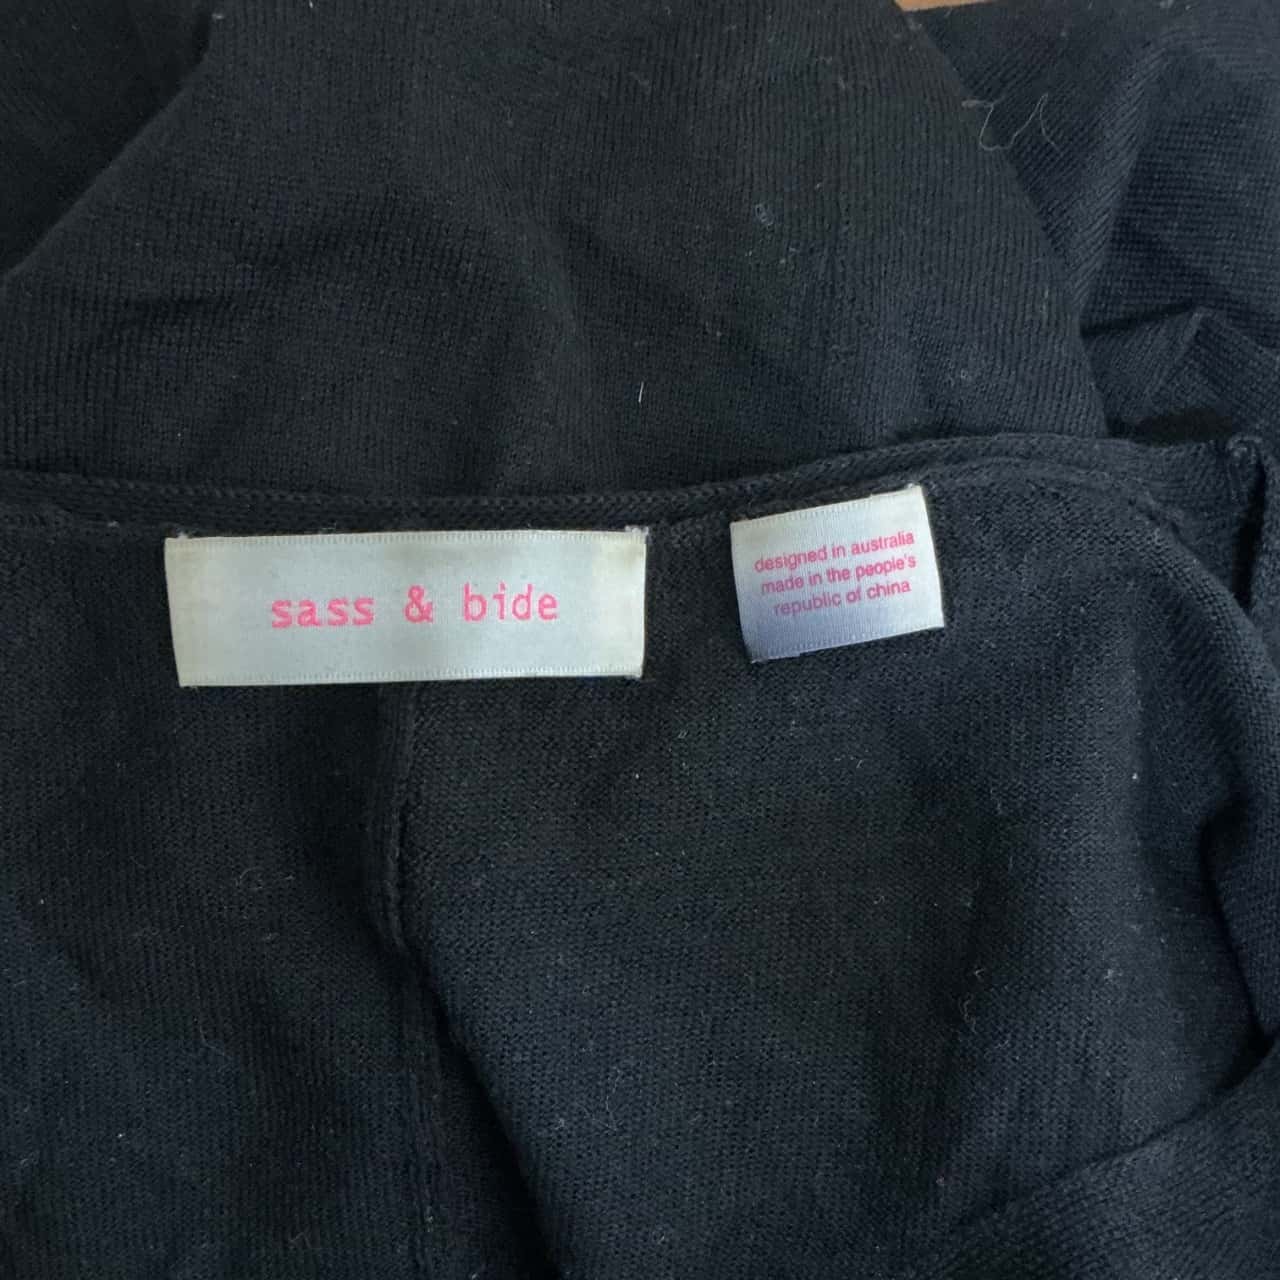 sass & bide
designed in australia
made in the people's
republic of china